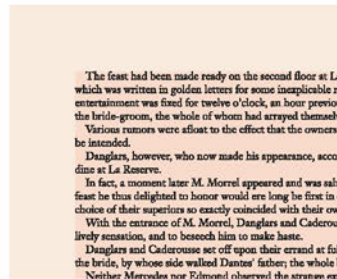 The feast had been made ready on the second floor at L
which was written in golden letters for some inexplicable r
entertainment was fixed for twelve o'clock, an hour previo
the bride-groom, the whole of whom had arrayed themselv
Various rumors were afloat to the effect that the owners
be intended.
Danglars, however, who now made his appearance, acco
dine at La Reserve.
In fact, a moment later M. Morrel appeared and was salu
feast he thus delighted to honor would ere long be first in
choice of their superiors so exactly coincided with their ow
With the entrance of M. Morrel, Danglars and Caderou
lively sensation, and to beseech him to make haste.
Danglars and Caderousse set off upon their errand at ful
the bride, by whose side walked Dantes' father; the whole
Neither Mercedes nor Edmond observed the strange ex